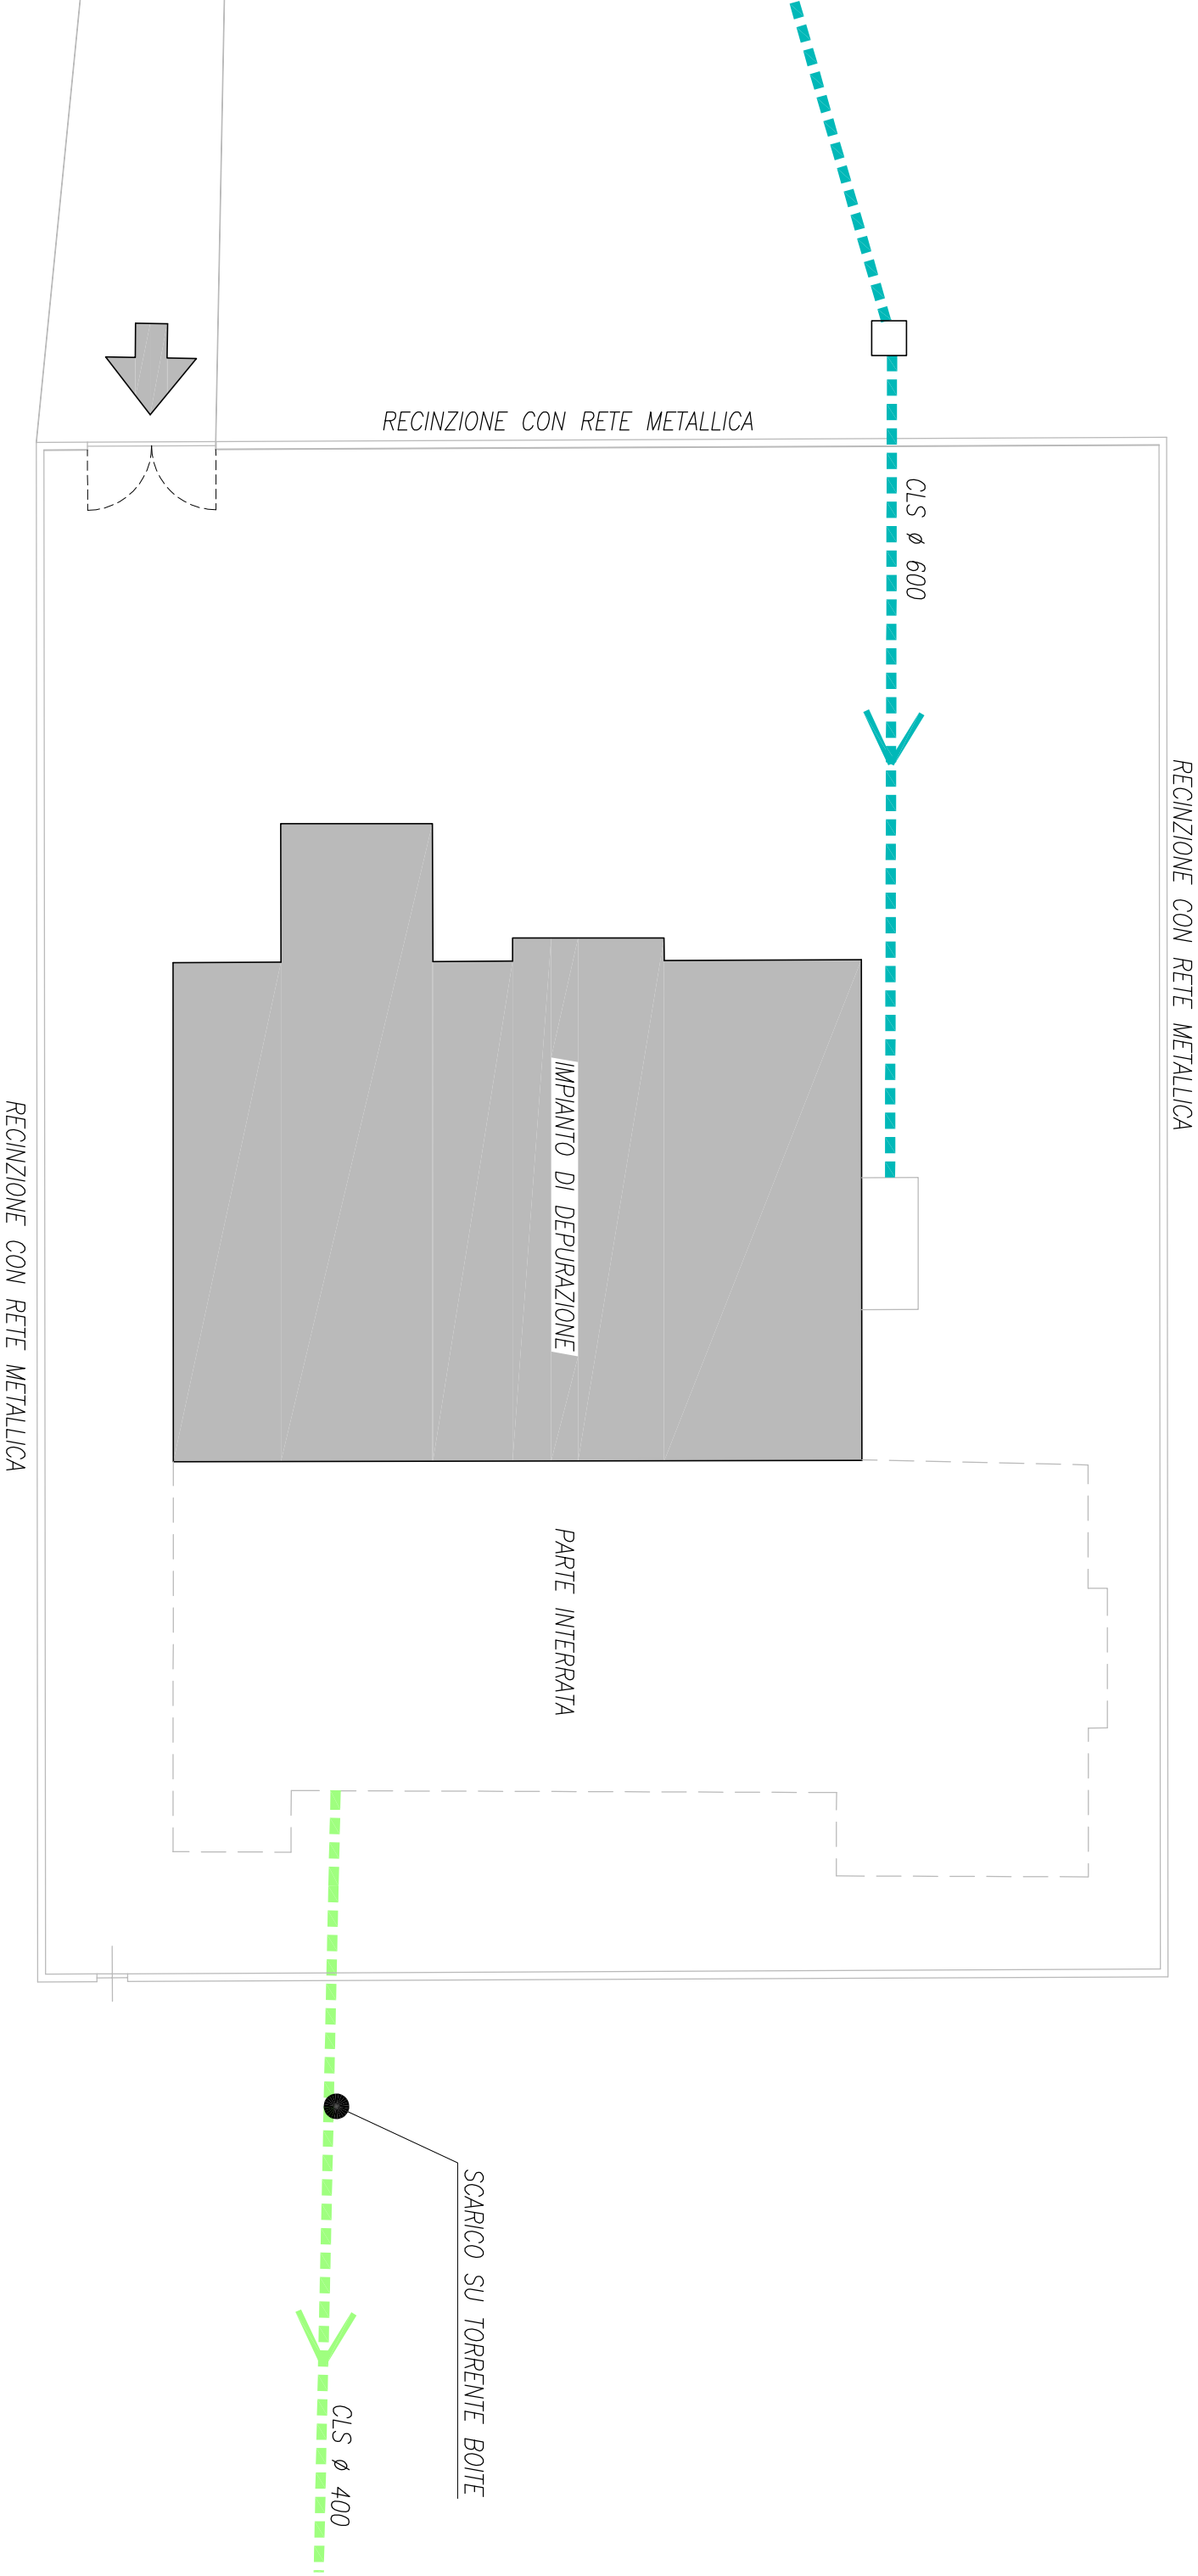 RECINZIONE CON RETE METALLICA
CLS ø 600
RECINZIONE CON RETE METALLICA
IMPIANTO DI DEPURAZIONE
RECINZIONE CON RETE METALLICA
PARTE INTERRATA
SCARICO SU TORRENTE BOITE
CLS ø 400